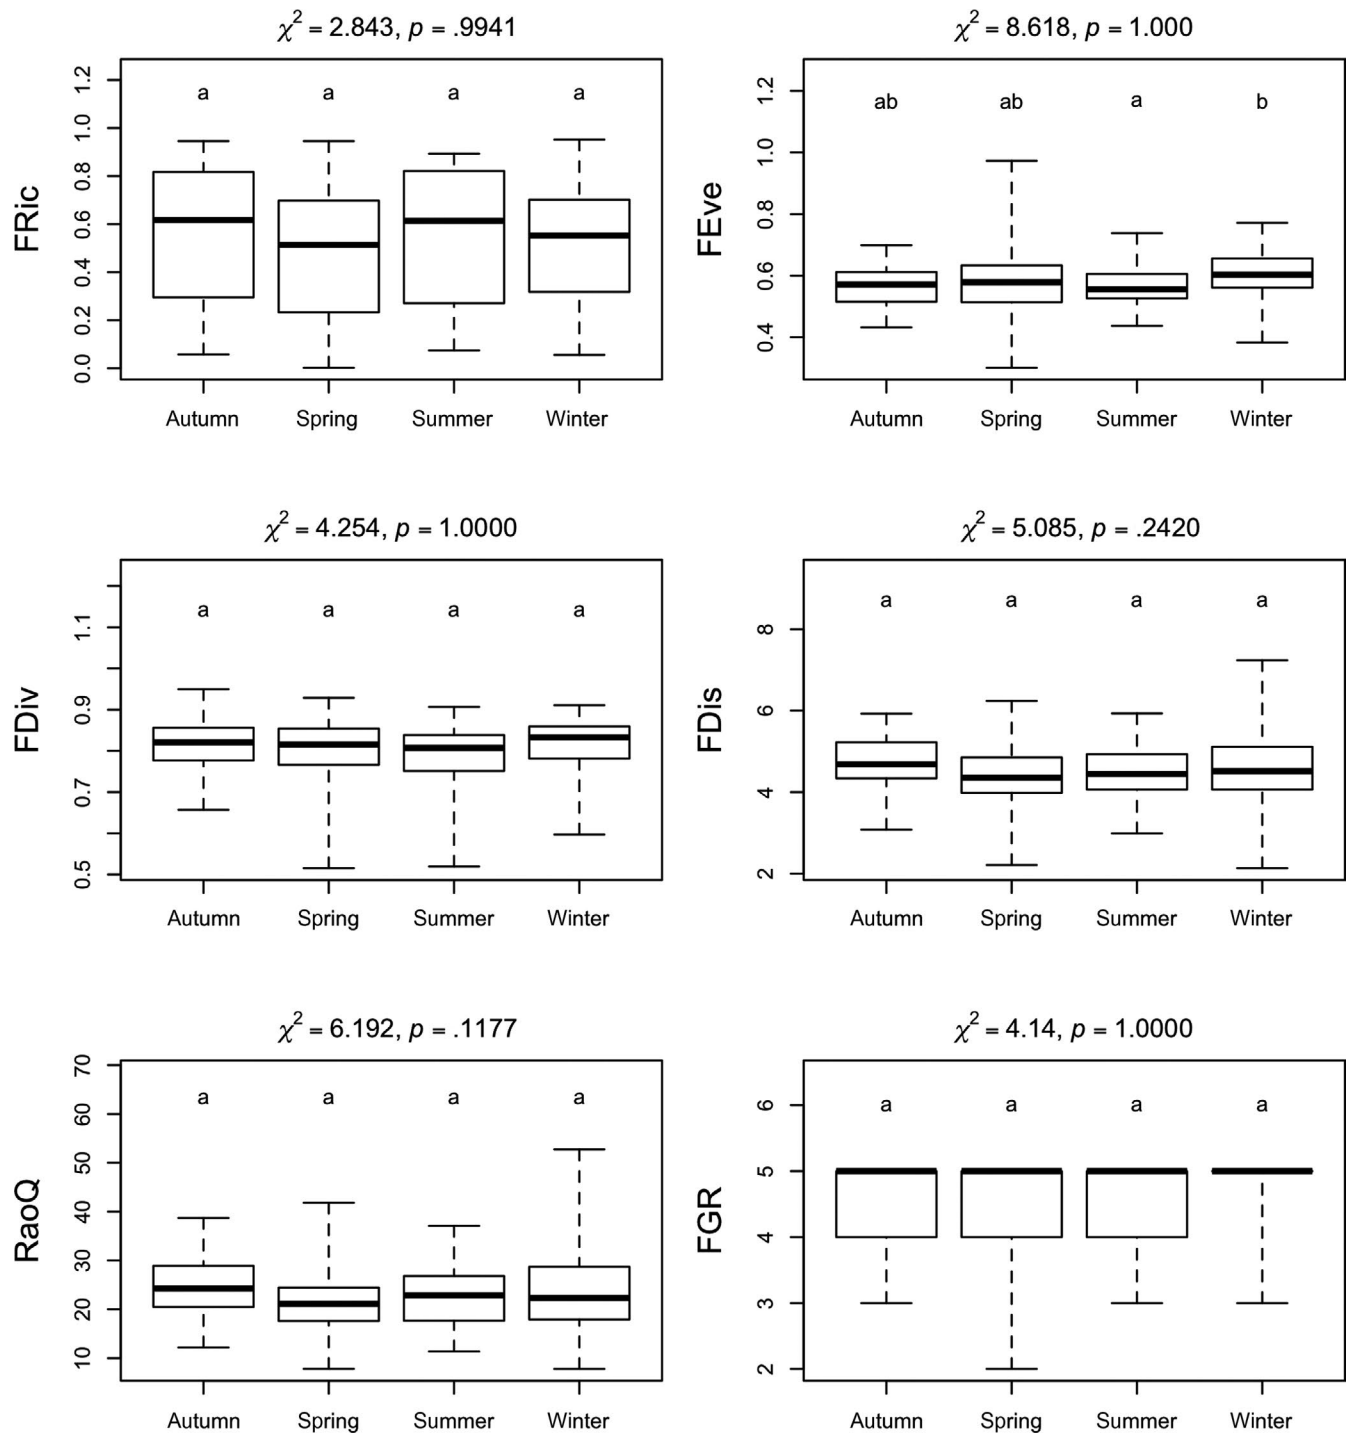 χ² = 2.843, p = .9941
FRic
1.2
1.0
0.8
0.6
0.4
0.2
0.0
a a a a
Autumn Spring Summer Winter
χ² = 8.618, p = 1.000
FEve
1.2
1.0
0.8
0.6
0.4
ab ab a b
Autumn Spring Summer Winter
χ² = 4.254, p = 1.0000
FDiv
1.1
0.9
0.7
0.5
a a a a
Autumn Spring Summer Winter
χ² = 5.085, p = .2420
FDis
8
6
4
2
a a a a
Autumn Spring Summer Winter
χ² = 6.192, p = .1177
RaoQ
70
60
50
40
30
20
10
a a a a
Autumn Spring Summer Winter
χ² = 4.14, p = 1.0000
FGR
6
5
4
3
2
a a a a
Autumn Spring Summer Winter